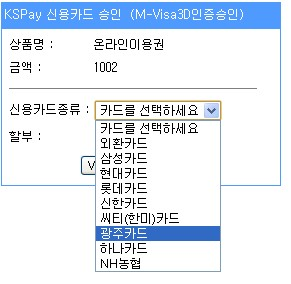 KSPay 신용카드 승인 (M-Visa3D인증승인)
상품명 : 온라인이용권
금액 : 1002
신용카드종류 : 카드를 선택하세요
할부 :
카드를 선택하세요
외환카드
삼성카드
현대카드
롯데카드
신한카드
씨티(한미)카드
광주카드
하나카드
NH농협